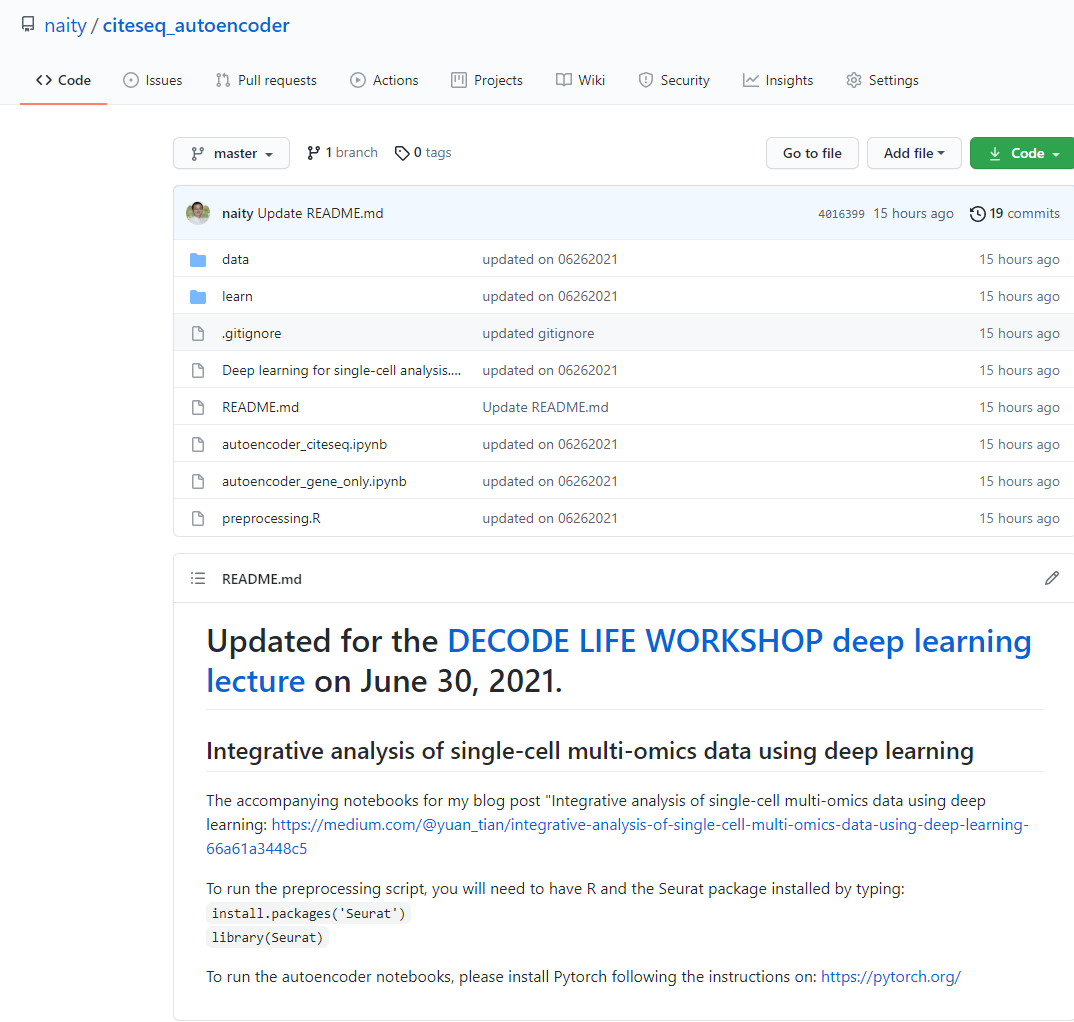 naity / citeseq_autoencoder
Code Issues Pull requests Actions Projects Wiki Security Insights Settings
master 1 branch 0 tags Go to file Add file Code
naity Update README.md 4016399 15 hours ago 19 commits
data updated on 06262021 15 hours ago
learn updated on 06262021 15 hours ago
.gitignore updated gitignore 15 hours ago
Deep learning for single-cell analysis.... updated on 06262021 15 hours ago
README.md Update README.md 15 hours ago
autoencoder_citeseq.ipynb updated on 06262021 15 hours ago
autoencoder_gene_only.ipynb updated on 06262021 15 hours ago
preprocessing.R updated on 06262021 15 hours ago
README.md
Updated for the DECODE LIFE WORKSHOP deep learning
lecture on June 30, 2021.
Integrative analysis of single-cell multi-omics data using deep learning
The accompanying notebooks for my blog post "Integrative analysis of single-cell multi-omics data using deep
learning: https://medium.com/@yuan_tian/integrative-analysis-of-single-cell-multi-omics-data-using-deep-learning-
66a61a3448c5
To run the preprocessing script, you will need to have R and the Seurat package installed by typing:
install.packages('Seurat')
library(Seurat)
To run the autoencoder notebooks, please install Pytorch following the instructions on: https://pytorch.org/